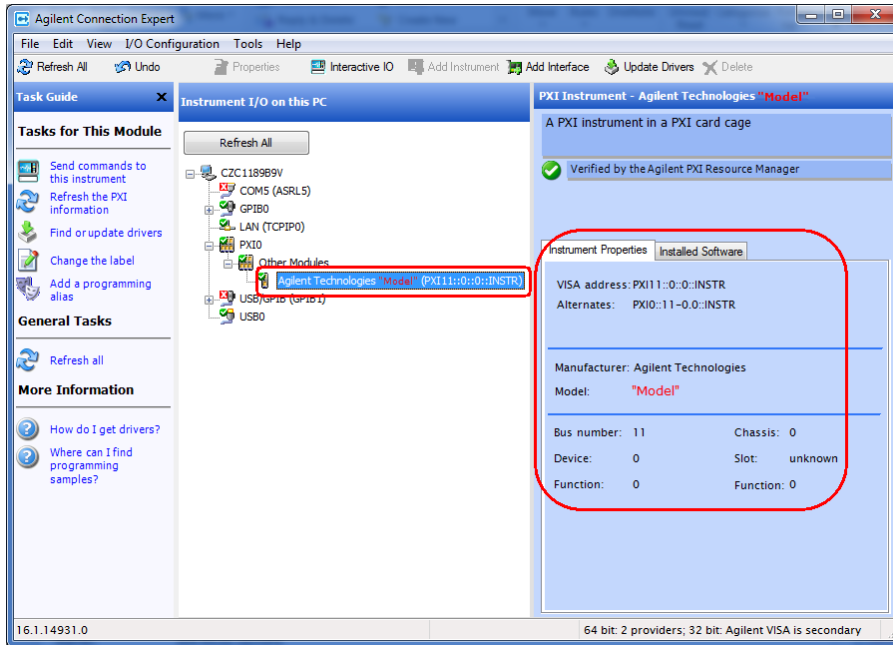 Agilent Connection Expert
File Edit View I/O Configuration Tools Help
Refresh All Undo Properties Interactive IO Add Instrument Add Interface Update Drivers Delete
Task Guide
Tasks for This Module
Send commands to
this instrument
Refresh the PXI
information
Find or update drivers
Change the label
Add a programming
alias
General Tasks
Refresh all
More Information
How do I get drivers?
Where can I find
programming
samples?
Instrument I/O on this PC
Refresh All
CZC1189B9V
COM5 (ASRL5)
GPIB0
LAN (TCPIP0)
PXI0
Other Modules
Agilent Technologies "Model" (PXI11::0::0::INSTR)
USB/GPIB (GPIB1)
USB0
PXI Instrument - Agilent Technologies "Model"
A PXI instrument in a PXI card cage
Verified by the Agilent PXI Resource Manager
Instrument Properties Installed Software
VISA address: PXI11::0::0::INSTR
Alternates: PXI0::11-0.0::INSTR
Manufacturer: Agilent Technologies
Model: "Model"
Bus number: 11 Chassis: 0
Device: 0 Slot: unknown
Function: 0 Function: 0
16.1.14931.0
64 bit: 2 providers; 32 bit: Agilent VISA is secondary